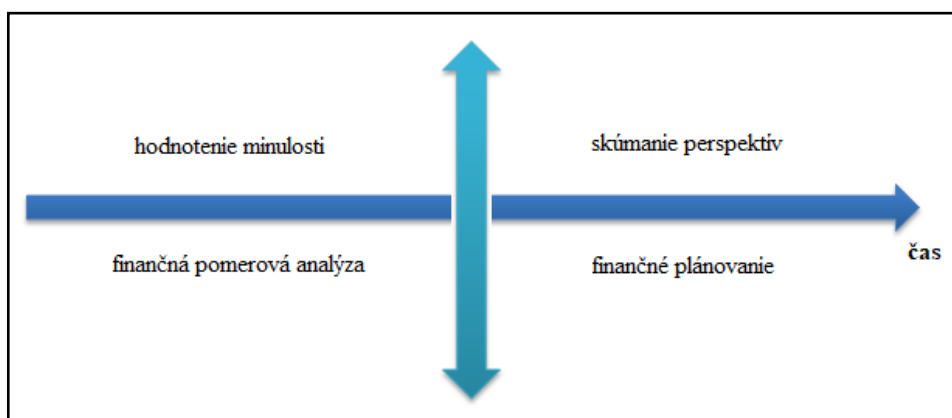 hodnotenie minulosti
skúmanie perspektív
finančná pomerová analýza
finančné plánovanie
čas